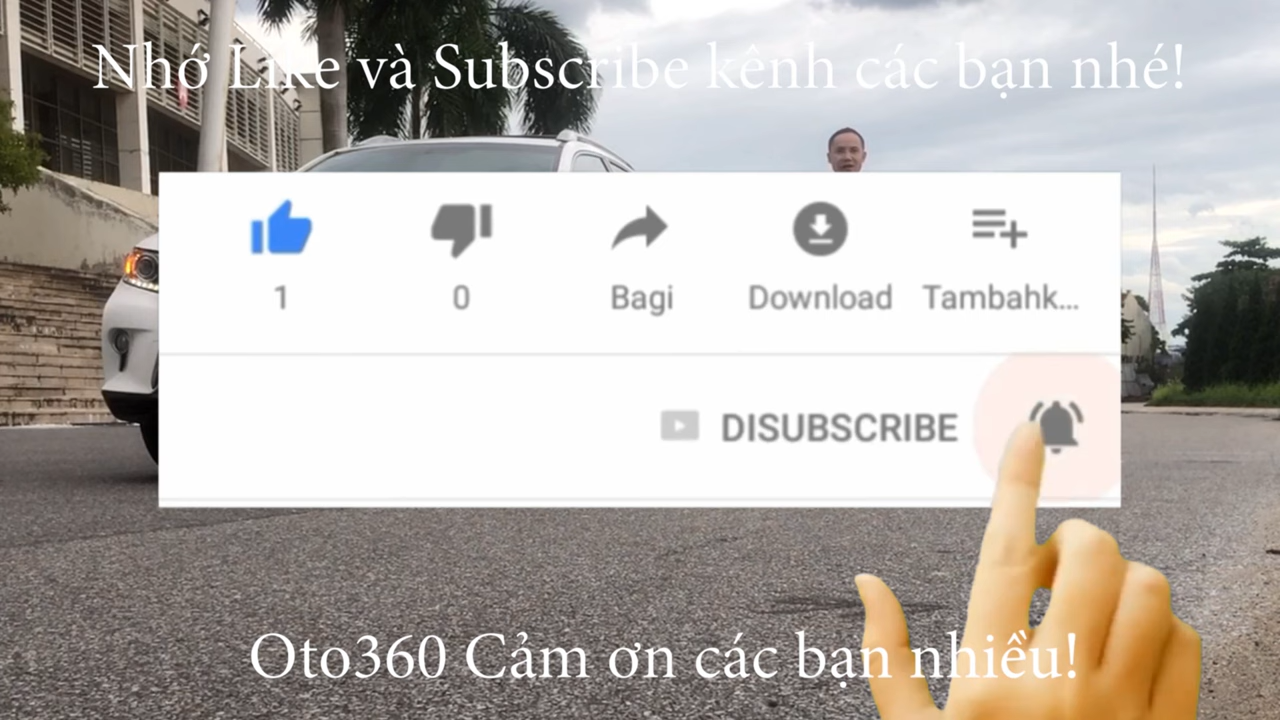 Nhớ Like và Subscribe kênh các bạn nhé!
1 0 Bagi Download Tambahk...
DISUBSCRIBE
Oto360 Cảm ơn các bạn nhiều!